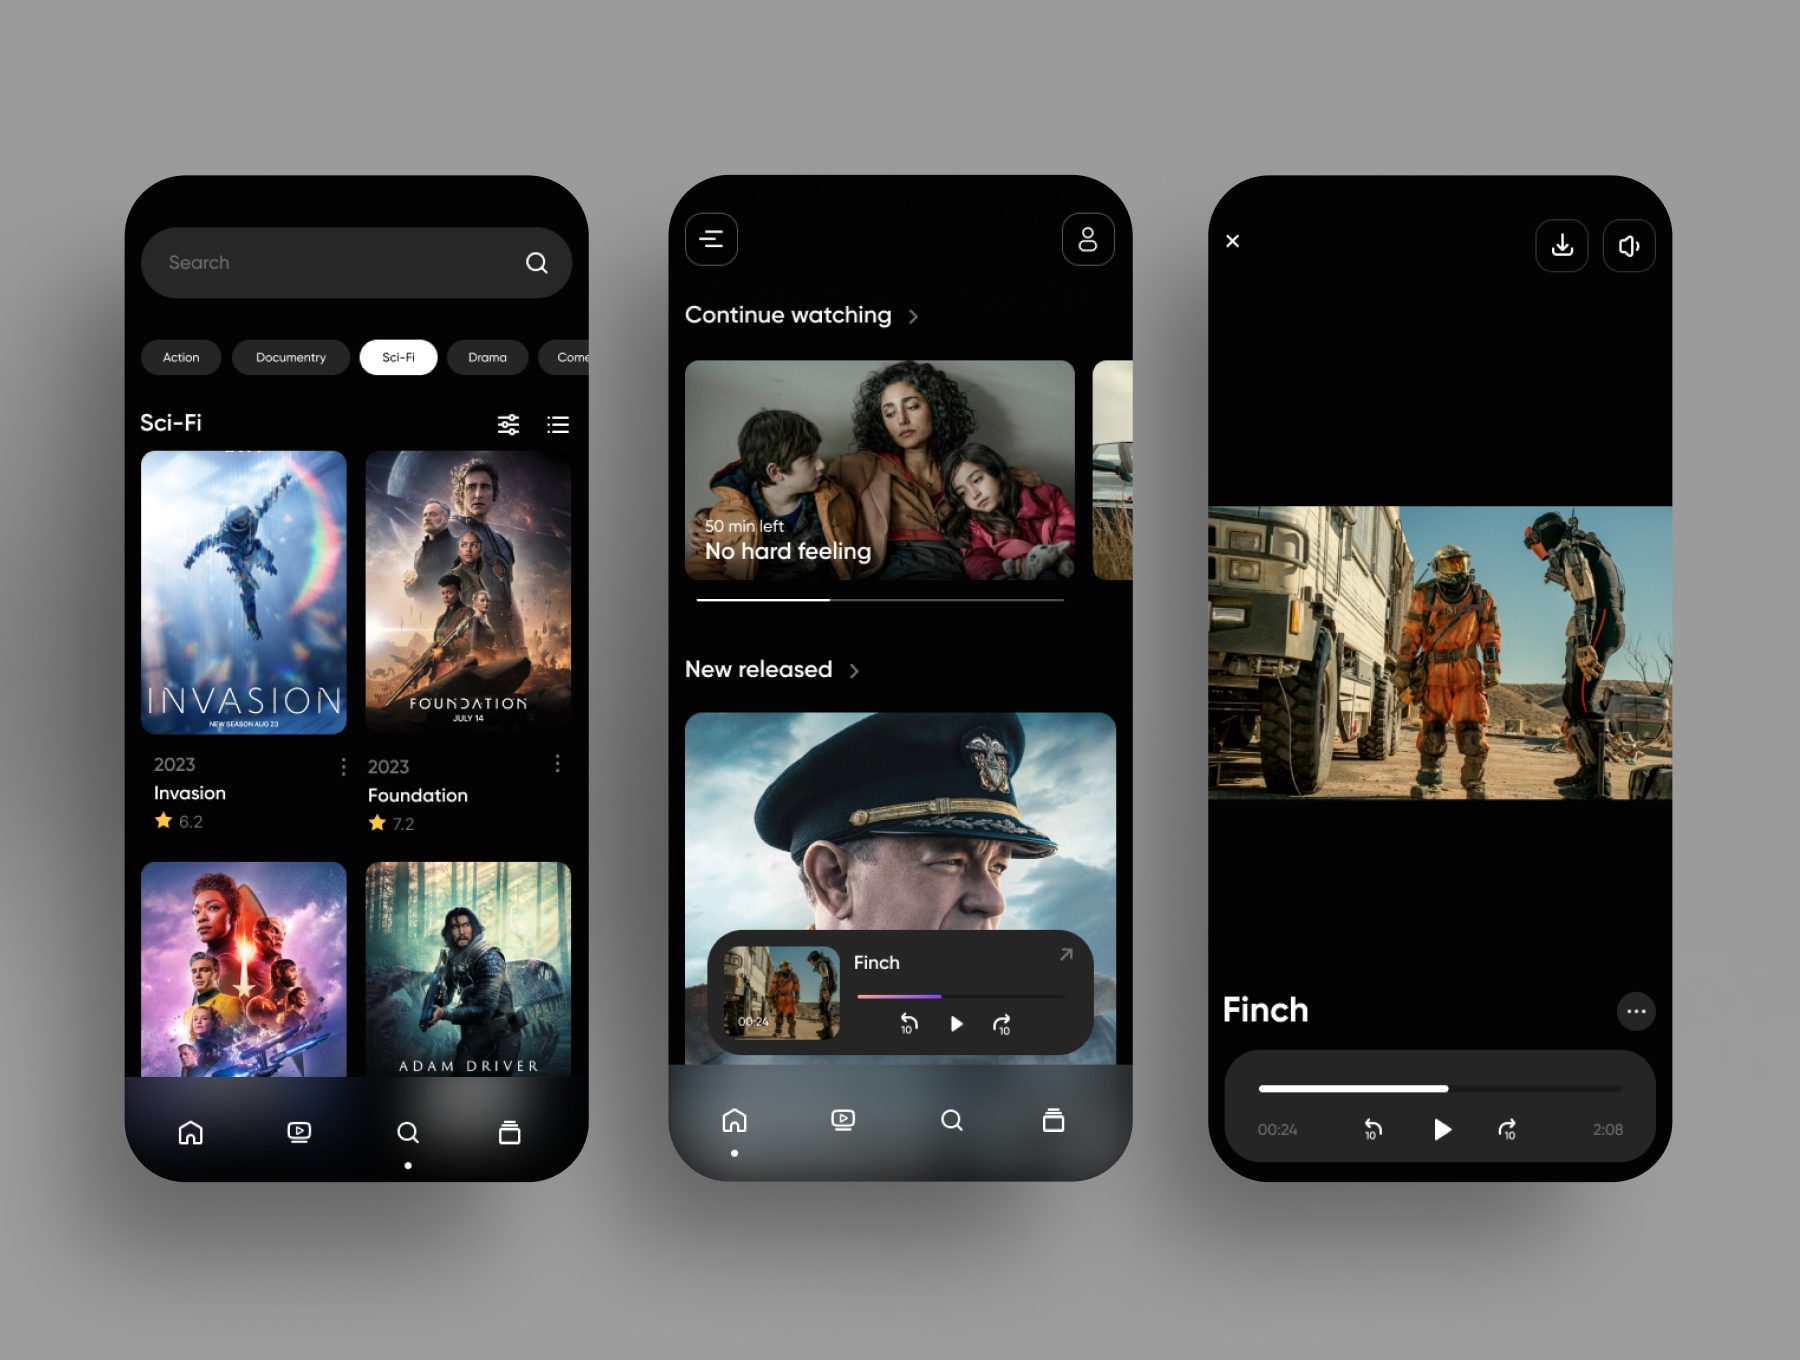 Search
Action
Documentry
Sci-Fi
Drama
Come
Sci-Fi
INVASION
NEW SEASON AUG 23
FOUNDATION
JULY 14
2023
Invasion
6.2
2023
Foundation
7.2
ADAM DRIVER
Continue watching
50 min left
No hard feeling
New released
Finch
00:24
10
10
Finch
00:24
10
10
2:08